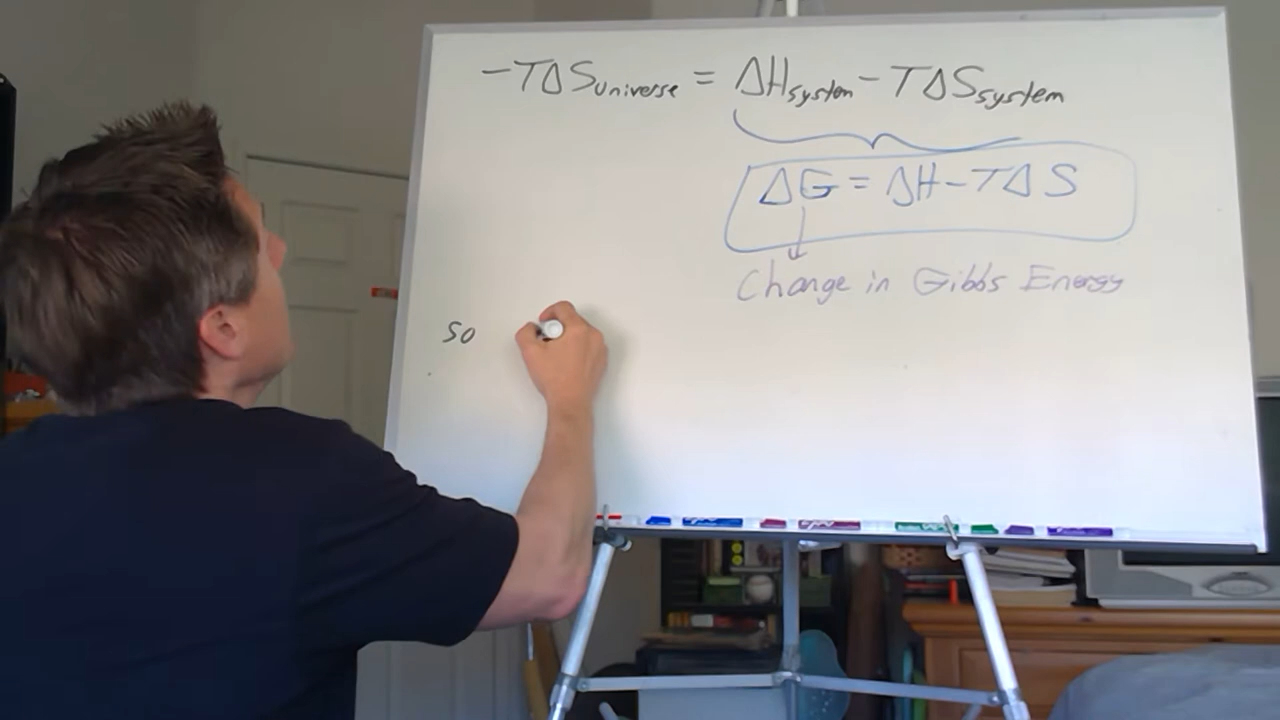 -TΔS universe = ΔH system - TΔS system
ΔG = ΔH - TΔS
Change in Gibbs Energy
so